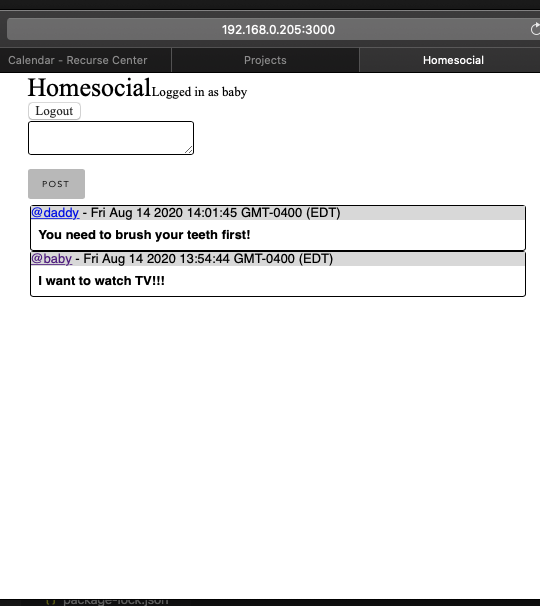 192.168.0.205:3000
Calendar - Recurse Center Projects Homesocial
Homesocial Logged in as baby
Logout
POST
@daddy - Fri Aug 14 2020 14:01:45 GMT-0400 (EDT)
You need to brush your teeth first!
@baby - Fri Aug 14 2020 13:54:44 GMT-0400 (EDT)
I want to watch TV!!!
package-lock.json